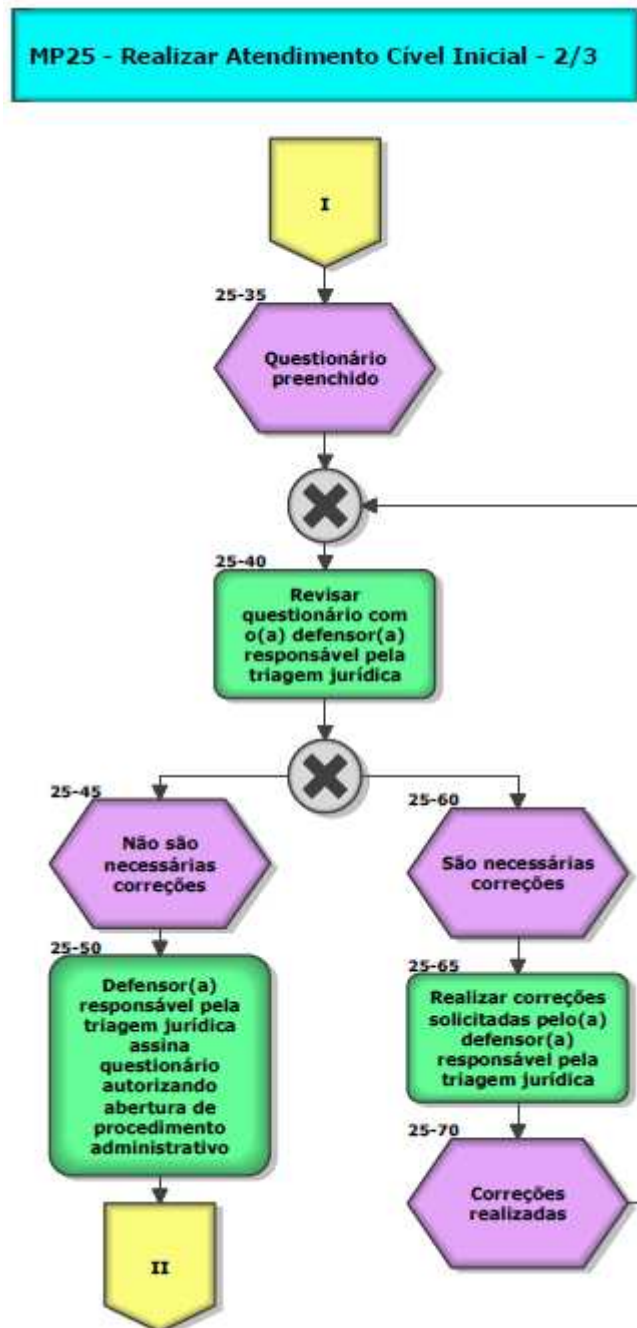 MP25 - Realizar Atendimento Cível Inicial - 2/3
I
25-35
Questionário
preenchido
25-40
Revisar
questionário com
o(a) defensor(a)
responsável pela
triagem jurídica
25-45
Não são
necessárias
correções
25-50
Defensor(a)
responsável pela
triagem jurídica
assina
questionário
autorizando
abertura de
procedimento
administrativo
II
25-60
São necessárias
correções
25-65
Realizar correções
solicitadas pelo(a)
defensor(a)
responsável pela
triagem jurídica
25-70
Correções
realizadas